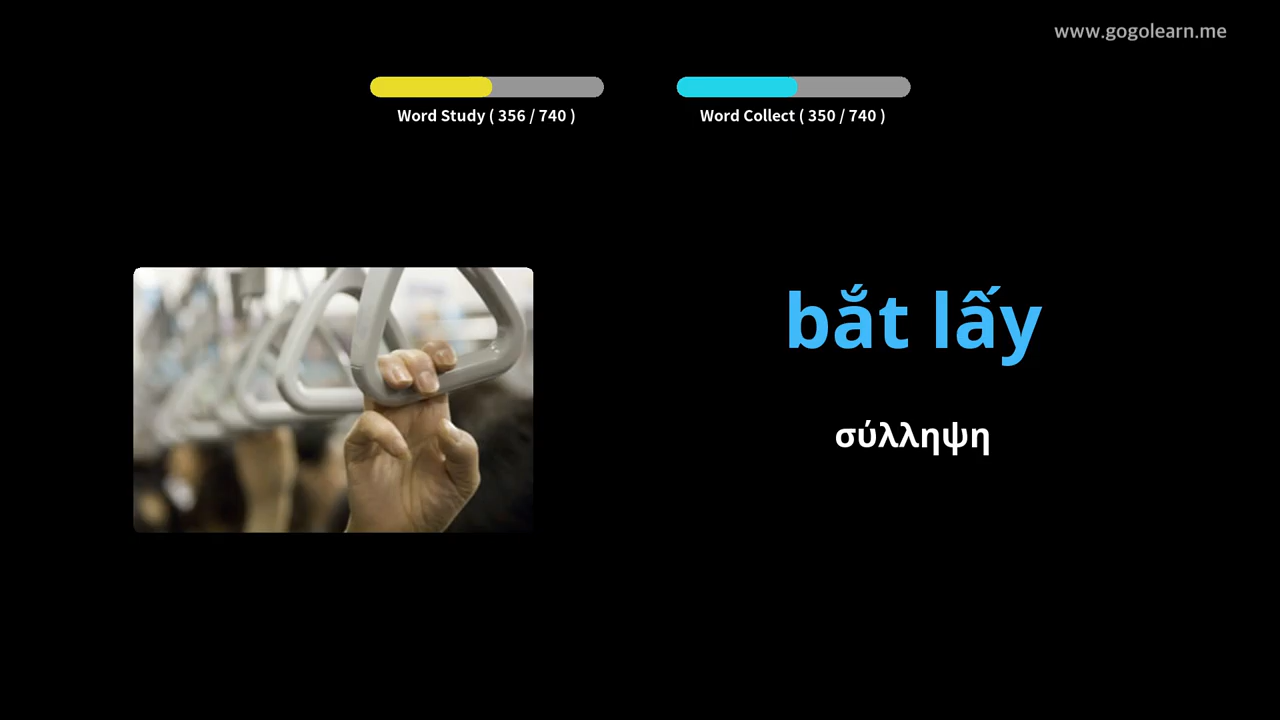 www.gogolearn.me
Word Study ( 356 / 740 )
Word Collect ( 350 / 740 )
bắt lấy
σύλληψη